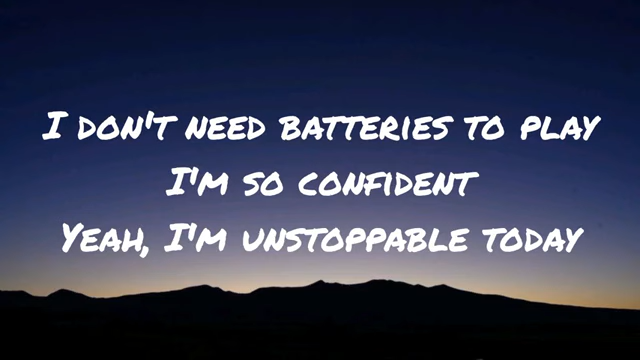 I DON'T NEED BATTERIES TO PLAY
I'M SO CONFIDENT
YEAH, I'M UNSTOPPABLE TODAY